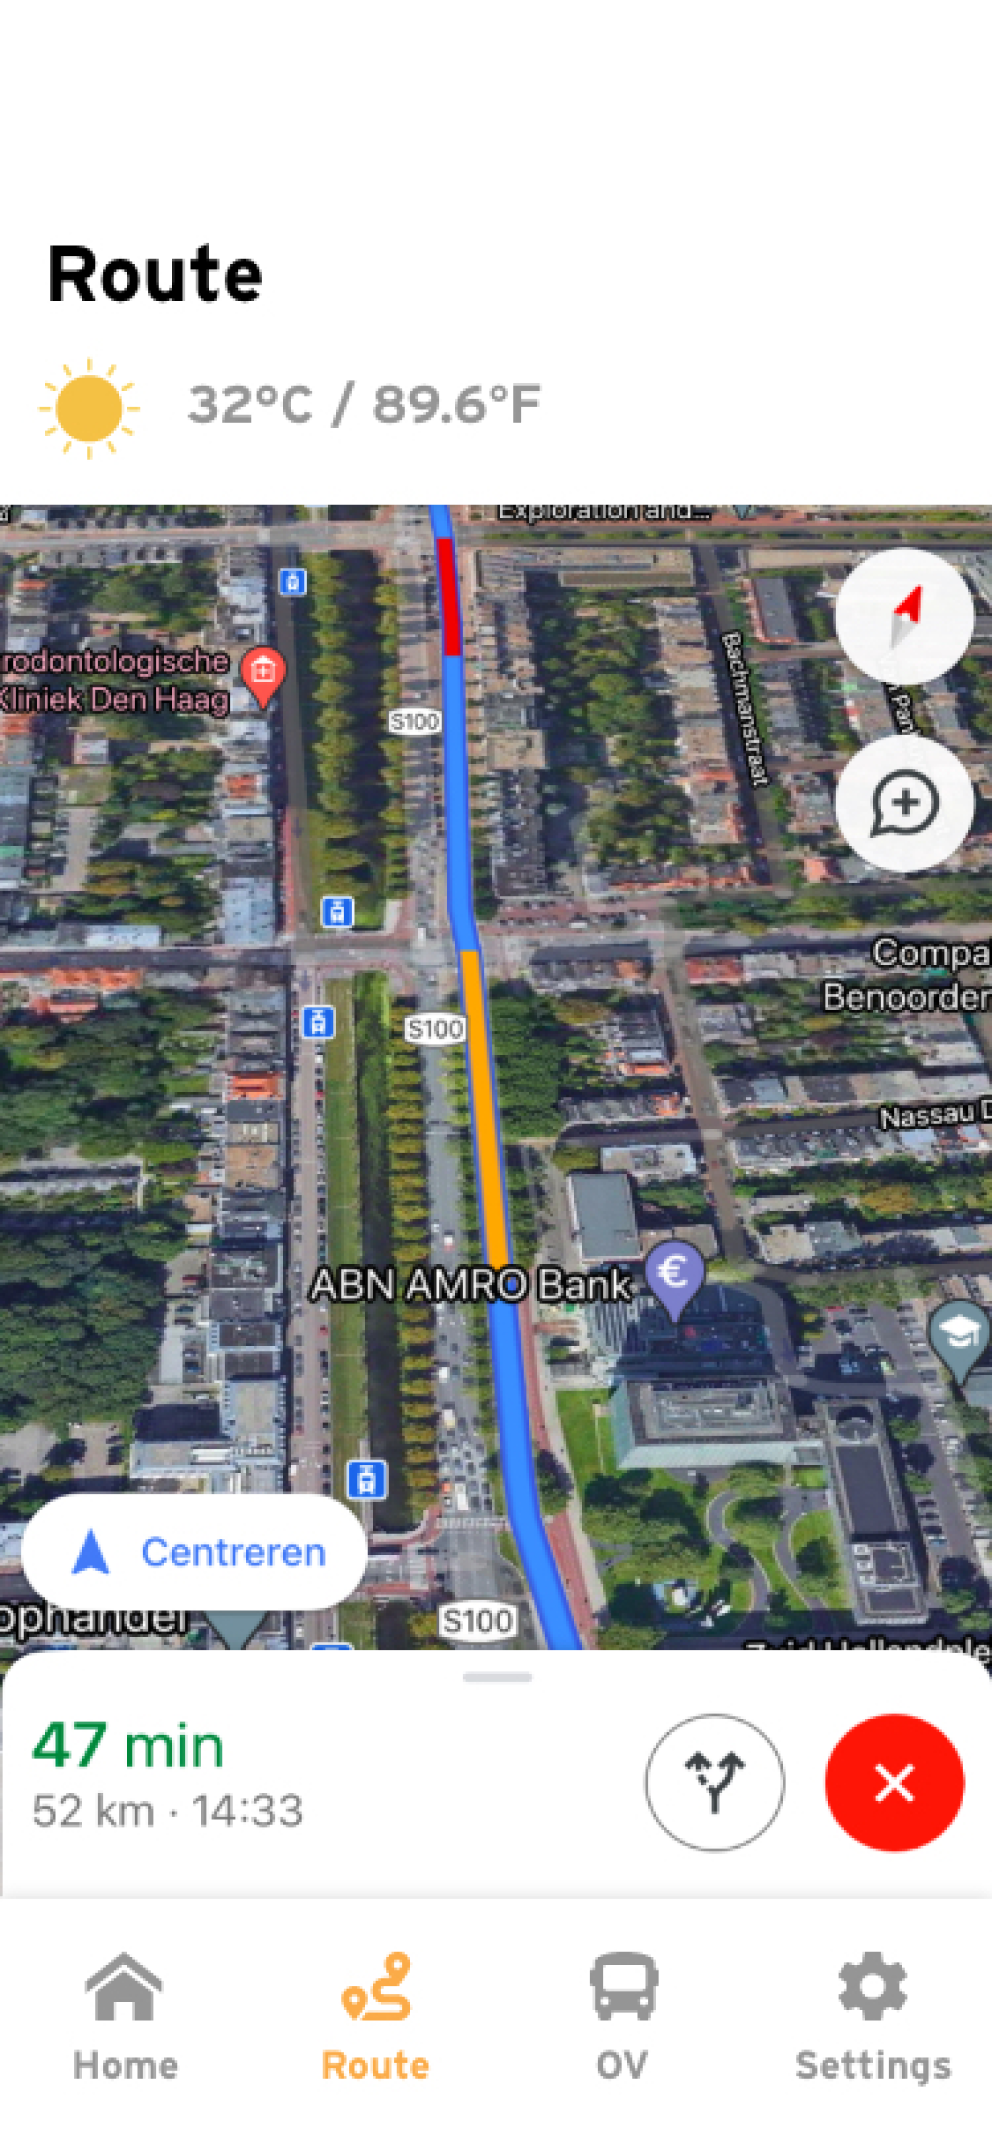 Route
32°C / 89.6°F
Exploration and...
rodontologische
Kliniek Den Haag
Bachmanstraat
S100
Compa
Benoorden
S100
Nassau D
ABN AMRO Bank
€
Centreren
ophandel
S100
47 min
52 km · 14:33
Home
Route
OV
Settings